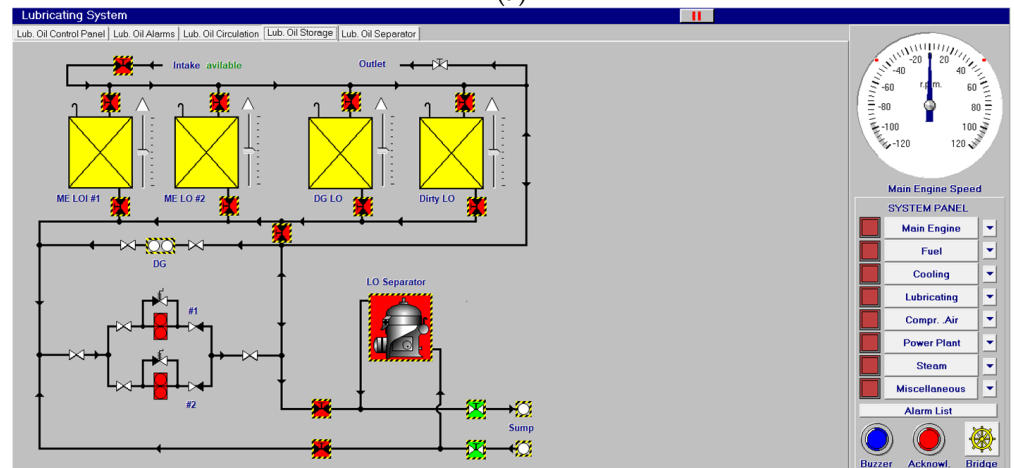 Lubricating System
Lub. Oil Control Panel Lub. Oil Alarms Lub. Oil Circulation Lub. Oil Storage Lub. Oil Separator
Intake avilable
Outlet
ME LOI #1
ME LO #2
DG LO
Dirty LO
DG
LO Separator
#1
#2
Sump
-20 20
-40 40
r.p.m.
-60 60
-80 80
-100 100
-120 120
Main Engine Speed
SYSTEM PANEL
Main Engine
Fuel
Cooling
Lubricating
Compr. .Air
Power Plant
Steam
Miscellaneous
Alarm List
Buzzer Acknowl. Bridge